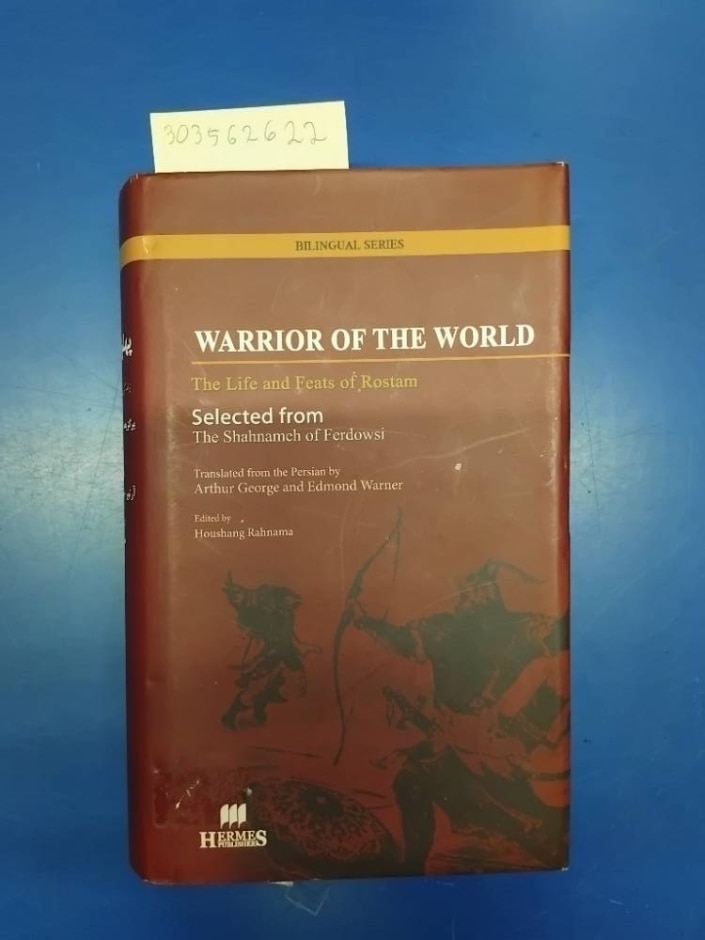 303562622
BILINGUAL SERIES
WARRIOR OF THE WORLD
The Life and Feats of Rostam
Selected from
The Shahnameh of Ferdowsi
Translated from the Persian by
Arthur George and Edmond Warner
Edited by
Houshang Rahnama
HERMES
PUBLISHERS